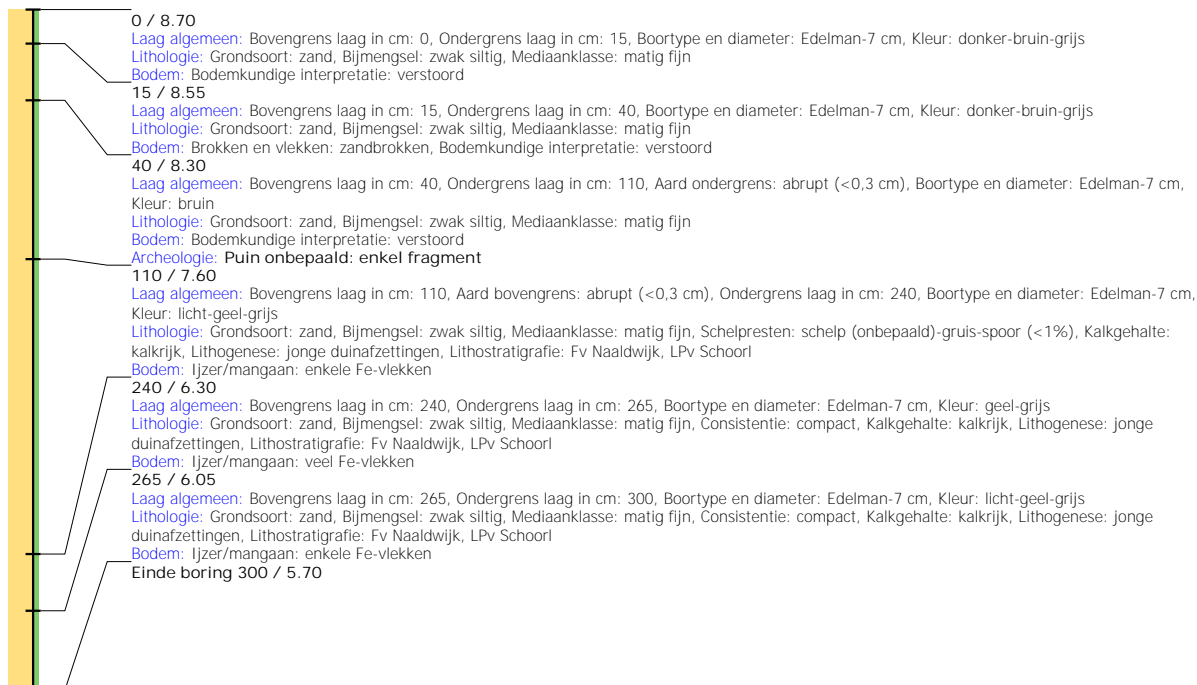 0 / 8.70
Laag algemeen: Bovengrens laag in cm: 0, Ondergrens laag in cm: 15, Boortype en diameter: Edelman-7 cm, Kleur: donker-bruin-grijs
Lithologie: Grondsoort: zand, Bijmengsel: zwak siltig, Mediaanklasse: matig fijn
Bodem: Bodemkundige interpretatie: verstoord
15 / 8.55
Laag algemeen: Bovengrens laag in cm: 15, Ondergrens laag in cm: 40, Boortype en diameter: Edelman-7 cm, Kleur: donker-bruin-grijs
Lithologie: Grondsoort: zand, Bijmengsel: zwak siltig, Mediaanklasse: matig fijn
Bodem: Brokken en vlekken: zandbrokken, Bodemkundige interpretatie: verstoord
40 / 8.30
Laag algemeen: Bovengrens laag in cm: 40, Ondergrens laag in cm: 110, Aard ondergrens: abrupt (<0,3 cm), Boortype en diameter: Edelman-7 cm,
Kleur: bruin
Lithologie: Grondsoort: zand, Bijmengsel: zwak siltig, Mediaanklasse: matig fijn
Bodem: Bodemkundige interpretatie: verstoord
Archeologie: Puin onbepaald: enkel fragment
110 / 7.60
Laag algemeen: Bovengrens laag in cm: 110, Aard bovengrens: abrupt (<0,3 cm), Ondergrens laag in cm: 240, Boortype en diameter: Edelman-7 cm,
Kleur: licht-geel-grijs
Lithologie: Grondsoort: zand, Bijmengsel: zwak siltig, Mediaanklasse: matig fijn, Schelpresten: schelp (onbepaald)-gruis-spoor (<1%), Kalkgehalte:
kalkrijk, Lithogenese: jonge duinafzettingen, Lithostratigrafie: Fv Naaldwijk, LPv Schoorl
Bodem: Ijzer/mangaan: enkele Fe-vlekken
240 / 6.30
Laag algemeen: Bovengrens laag in cm: 240, Ondergrens laag in cm: 265, Boortype en diameter: Edelman-7 cm, Kleur: geel-grijs
Lithologie: Grondsoort: zand, Bijmengsel: zwak siltig, Mediaanklasse: matig fijn, Consistentie: compact, Kalkgehalte: kalkrijk, Lithogenese: jonge
duinafzettingen, Lithostratigrafie: Fv Naaldwijk, LPv Schoorl
Bodem: Ijzer/mangaan: veel Fe-vlekken
265 / 6.05
Laag algemeen: Bovengrens laag in cm: 265, Ondergrens laag in cm: 300, Boortype en diameter: Edelman-7 cm, Kleur: licht-geel-grijs
Lithologie: Grondsoort: zand, Bijmengsel: zwak siltig, Mediaanklasse: matig fijn, Consistentie: compact, Kalkgehalte: kalkrijk, Lithogenese: jonge
duinafzettingen, Lithostratigrafie: Fv Naaldwijk, LPv Schoorl
Bodem: Ijzer/mangaan: enkele Fe-vlekken
Einde boring 300 / 5.70